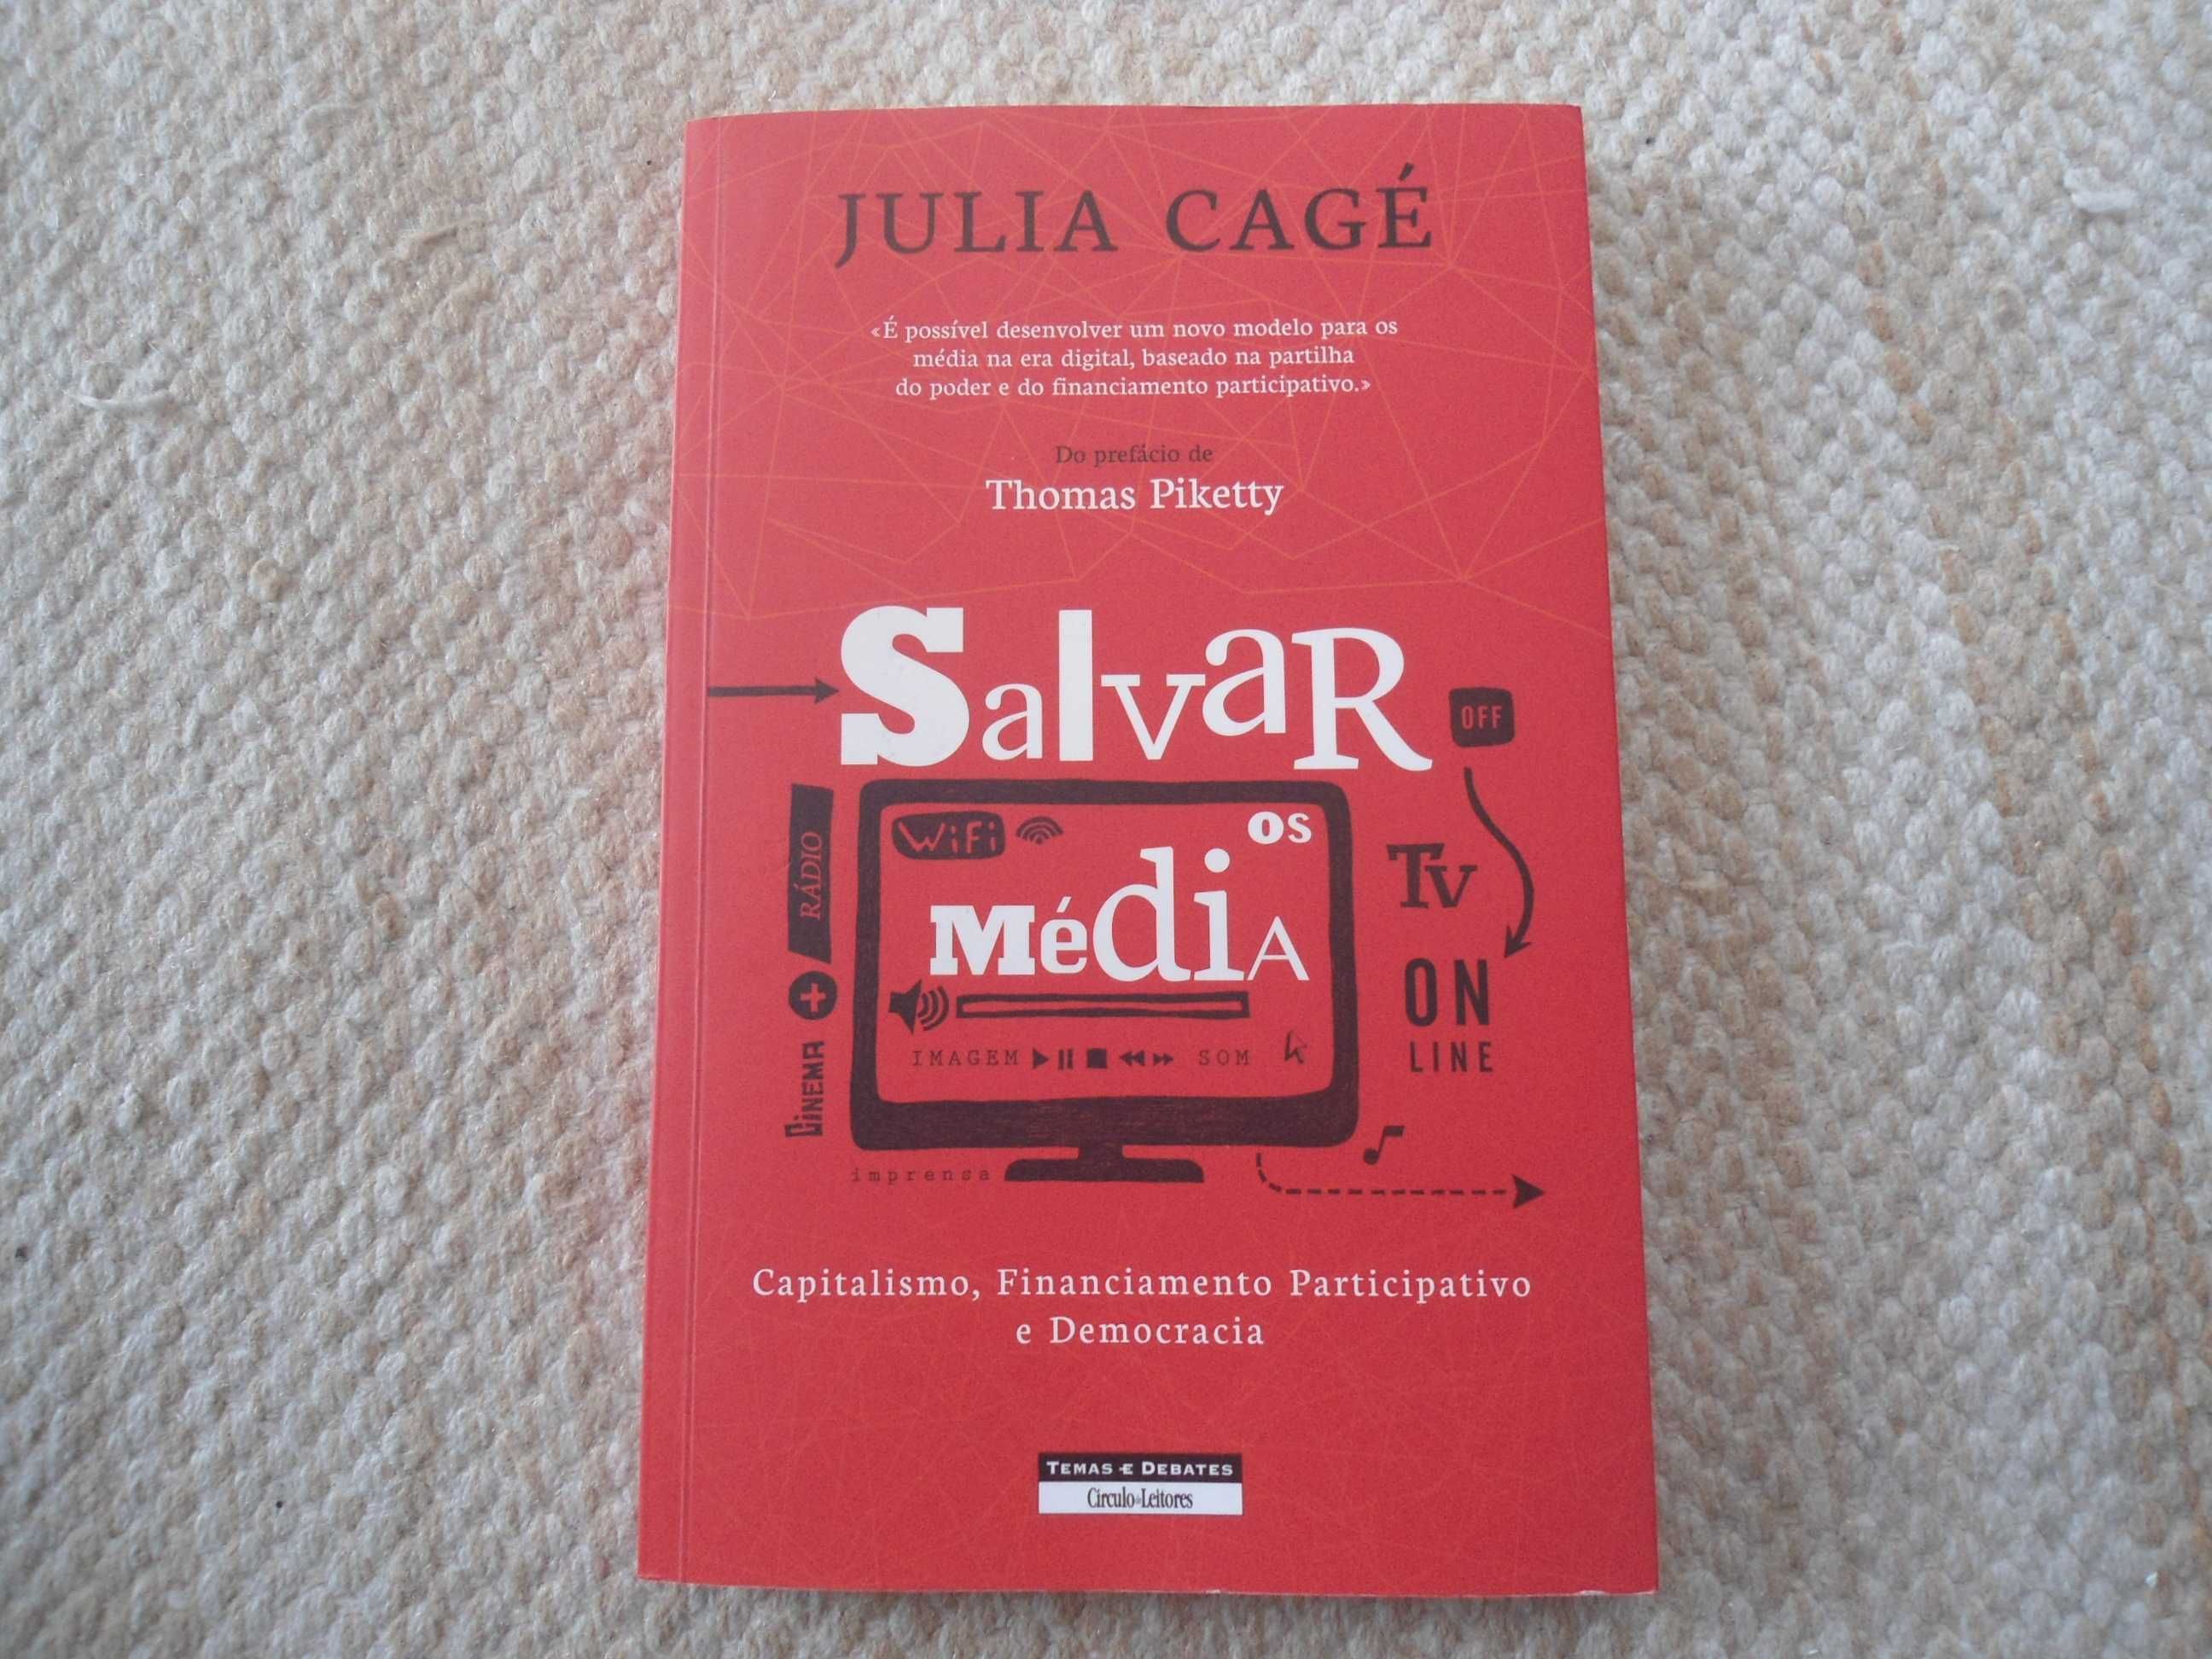 JULIA CAGÉ
«É possível desenvolver um novo modelo para os
média na era digital, baseado na partilha
do poder e do financiamento participativo.»
Do prefácio de
Thomas Piketty
SalvaR
OFF
WiFi
os
MédiA
RÁDIO
+
CiNEMA
TV
ON
LINE
IMAGEM
SOM
imprensa
Capitalismo, Financiamento Participativo
e Democracia
TEMAS E DEBATES
Círculo de Leitores